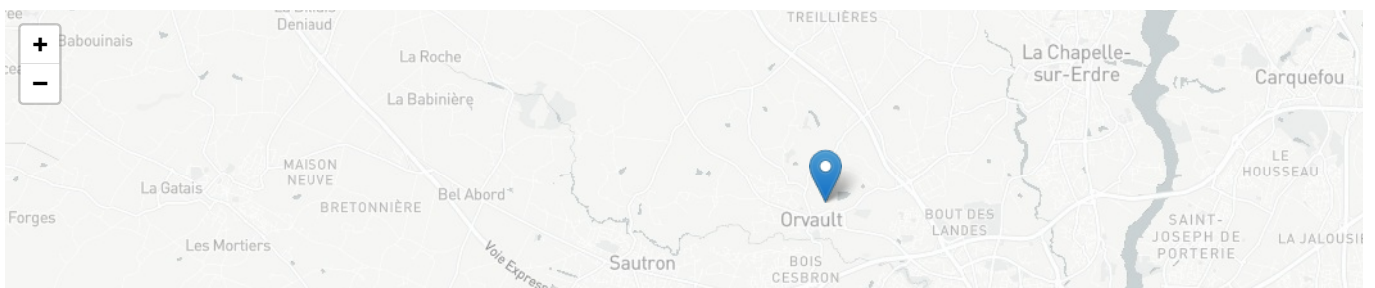 Deniaud
TREILLIÈRES
+
Babouinais
La Roche
La Chapelle-
sur-Erdre
Carquefou
−
La Babinière
MAISON
NEUVE
LE
HOUSSEAU
La Gatais
Bel Abord
BRETONNIÈRE
Forges
Orvault
BOUT DES
LANDES
SAINT-
JOSEPH DE
PORTERIE
LA JALOUSI
Les Mortiers
Voie Express
Sautron
BOIS
CESBRON